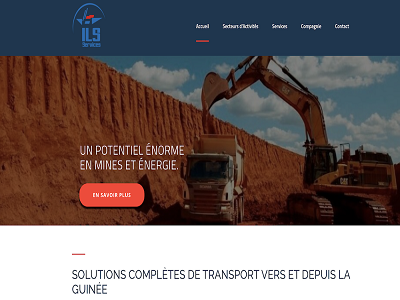 ILS
Services
Accueil
Secteurs d'Activités
Services
Compagnie
Contact
UN POTENTIEL ÉNORME
EN MINES ET ÉNERGIE.
EN SAVOIR PLUS
SOLUTIONS COMPLÈTES DE TRANSPORT VERS ET DEPUIS LA
GUINÉE